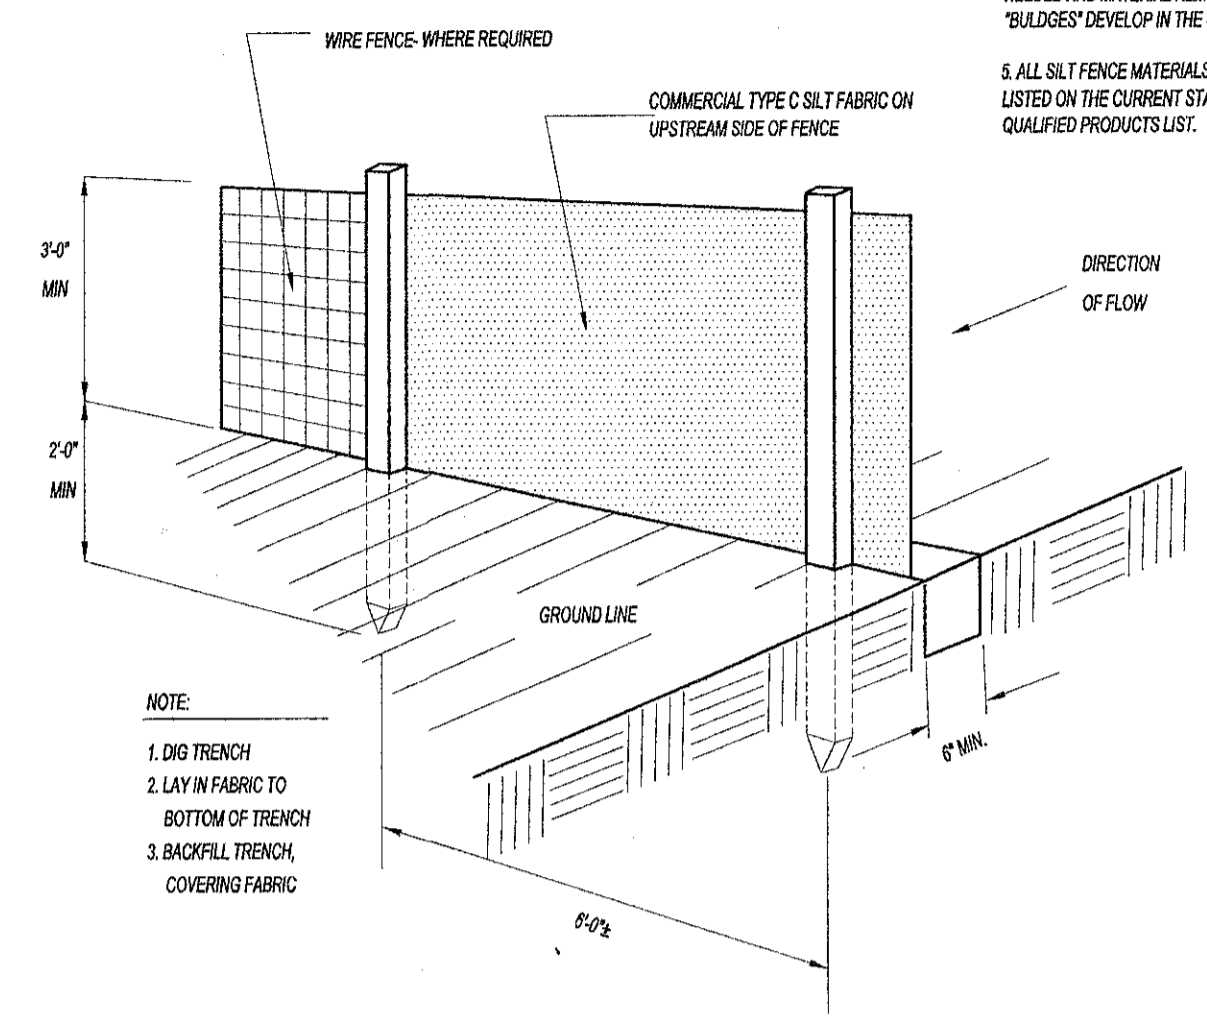 "BULDGES" DEVELOP IN THE
WIRE FENCE- WHERE REQUIRED
5. ALL SILT FENCE MATERIALS
LISTED ON THE CURRENT
QUALIFIED PRODUCTS LIST.
COMMERCIAL TYPE C SILT FABRIC ON
UPSTREAM SIDE OF FENCE
3'-0"
MIN
DIRECTION
OF FLOW
2'-0"
MIN
GROUND LINE
NOTE:
1. DIG TRENCH
2. LAY IN FABRIC TO
BOTTOM OF TRENCH
3. BACKFILL TRENCH,
COVERING FABRIC
6" MIN.
6'-0"±